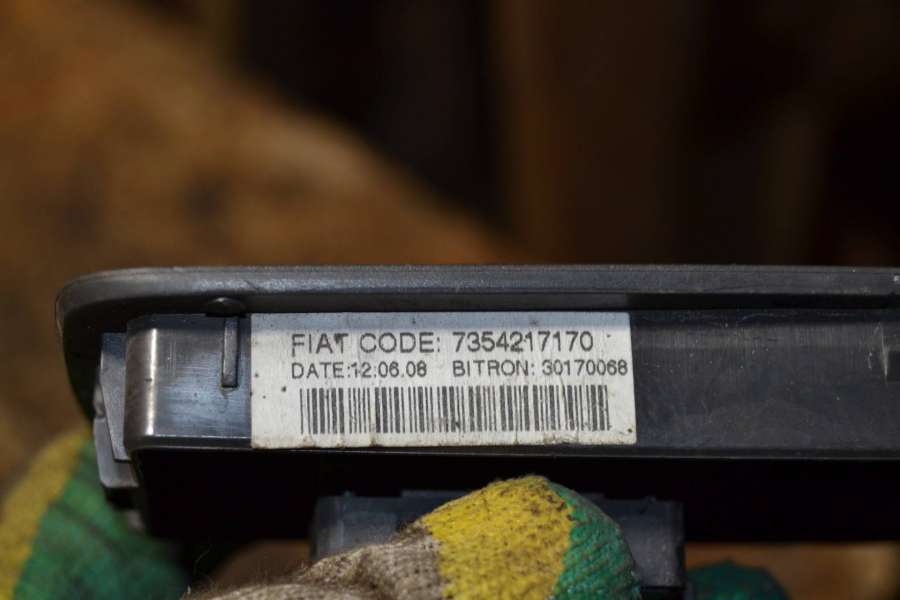 FIAT CODE: 7354217170
DATE:12.06.08 BITRON: 30170068